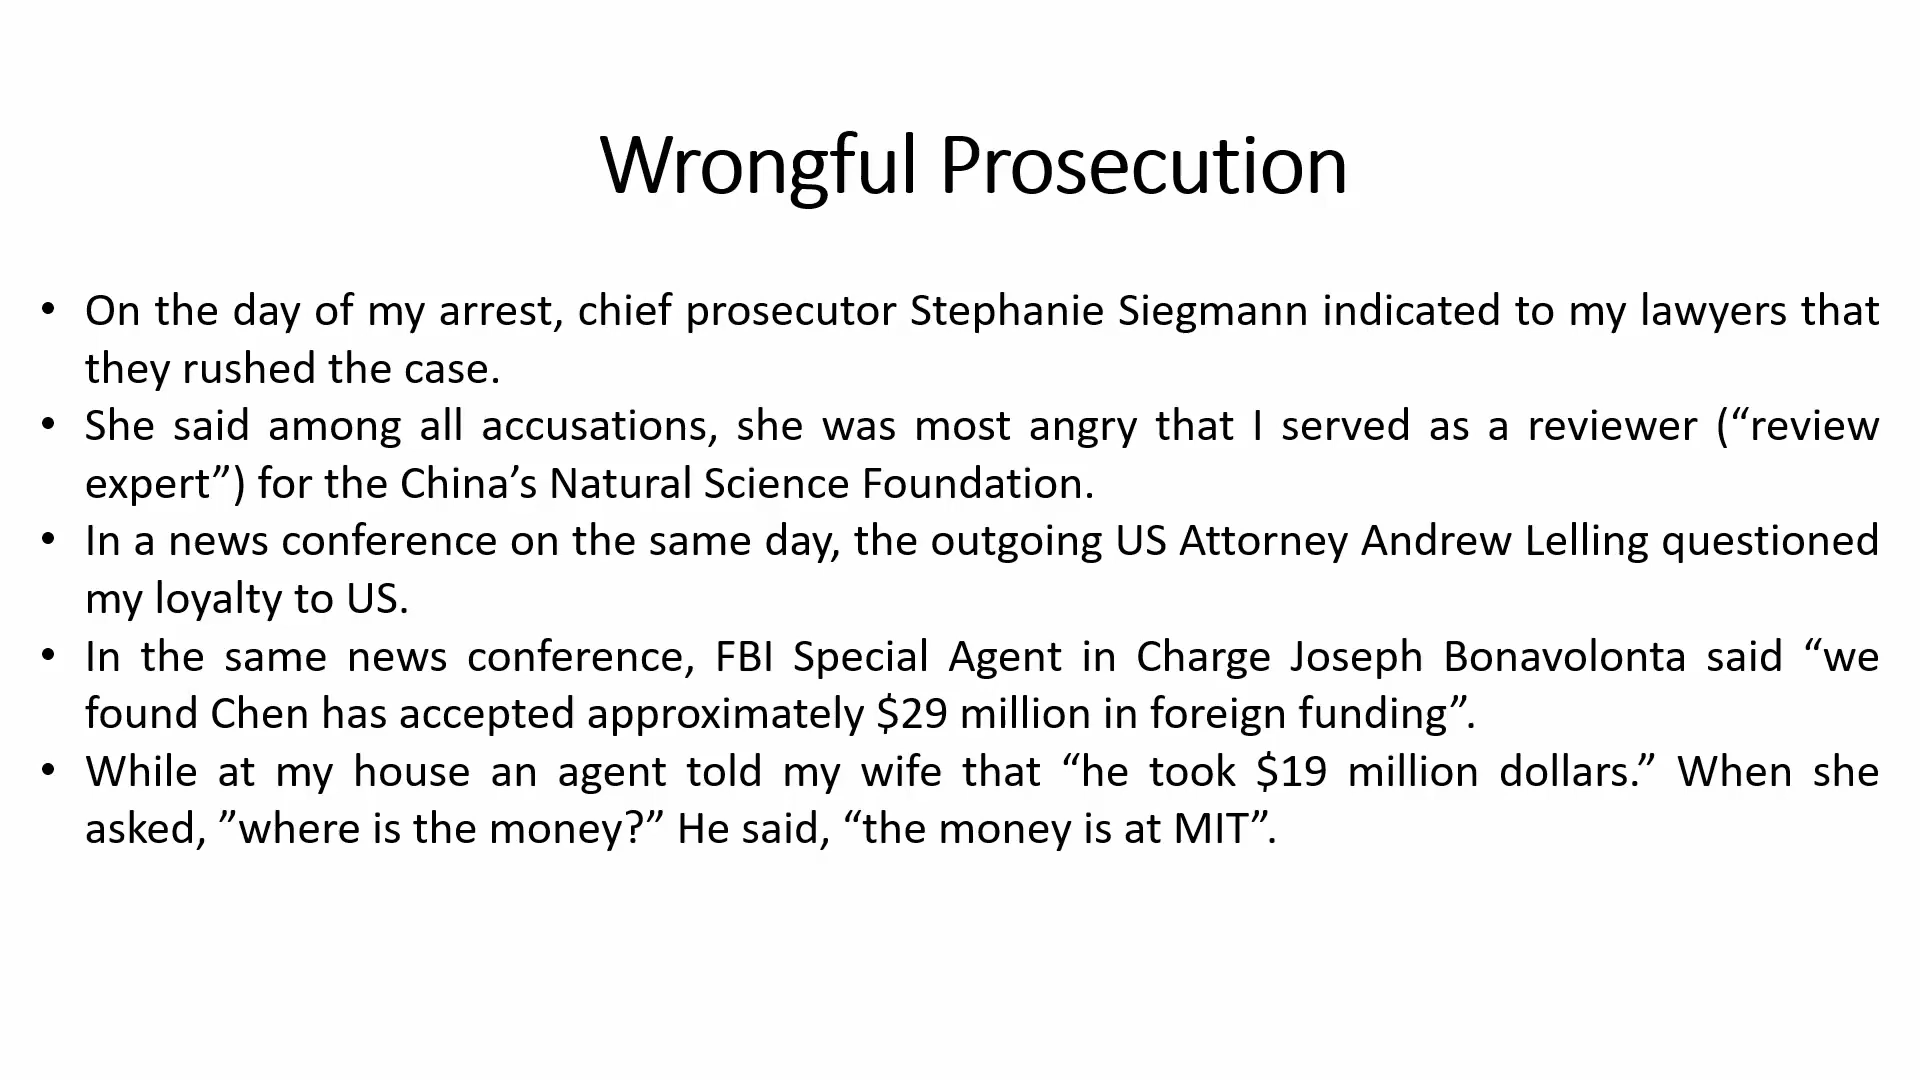 Wrongful Prosecution
• On the day of my arrest, chief prosecutor Stephanie Siegmann indicated to my lawyers that
they rushed the case.
• She said among all accusations, she was most angry that I served as a reviewer (“review
expert”) for the China’s Natural Science Foundation.
• In a news conference on the same day, the outgoing US Attorney Andrew Lelling questioned
my loyalty to US.
• In the same news conference, FBI Special Agent in Charge Joseph Bonavolonta said “we
found Chen has accepted approximately $29 million in foreign funding”.
• While at my house an agent told my wife that “he took $19 million dollars.” When she
asked, ”where is the money?” He said, “the money is at MIT”.